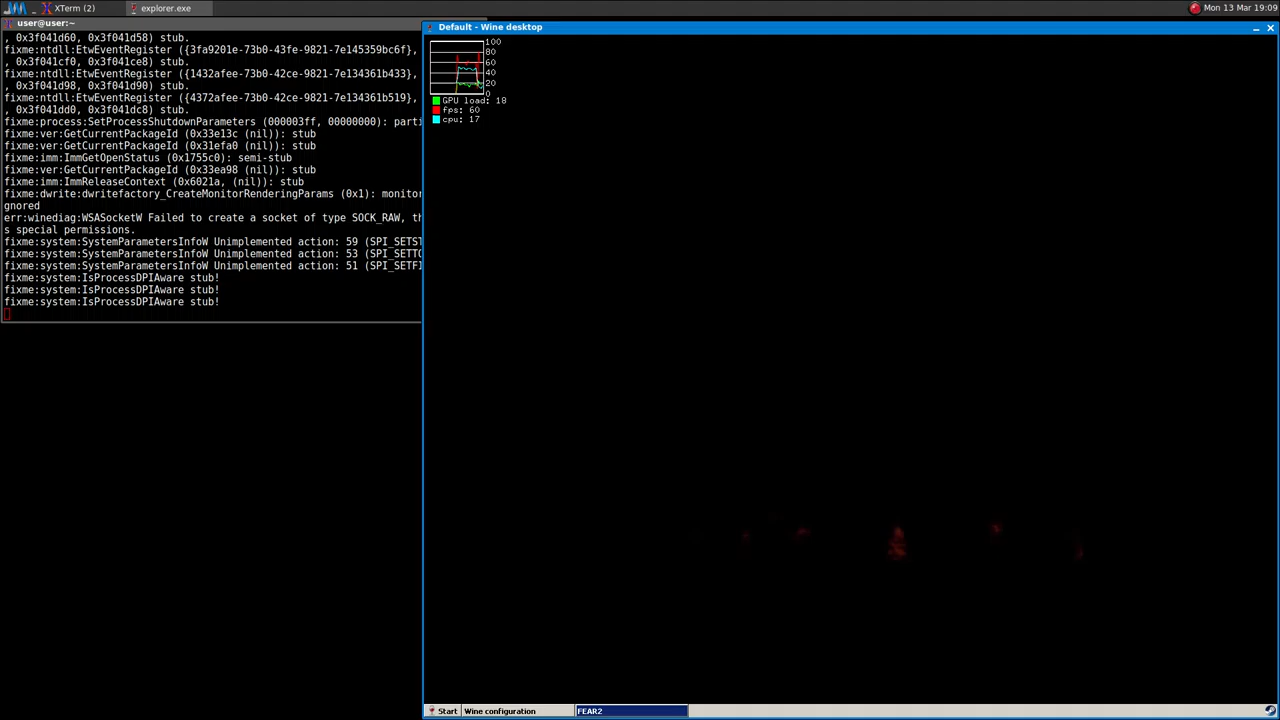 XTerm (2)
explorer.exe
Mon 13 Mar 19:09
user@user:~
, 0x3f041d60, 0x3f041d58) stub.
fixme:ntdll:EtwEventRegister ({3fa9201e-73b0-43fe-9821-7e145359bc6f},
, 0x3f041cf0, 0x3f041ce8) stub.
fixme:ntdll:EtwEventRegister ({1432afee-73b0-42ce-9821-7e134361b433},
, 0x3f041d98, 0x3f041d90) stub.
fixme:ntdll:EtwEventRegister ({4372afee-73b0-42ce-9821-7e134361b519},
, 0x3f041dd0, 0x3f041dc8) stub.
fixme:process:SetProcessShutdownParameters (000003ff, 00000000): parti
fixme:ver:GetCurrentPackageId (0x33e13c (nil)): stub
fixme:ver:GetCurrentPackageId (0x31efa0 (nil)): stub
fixme:imm:ImmGetOpenStatus (0x1755c0): semi-stub
fixme:ver:GetCurrentPackageId (0x33ea98 (nil)): stub
fixme:imm:ImmReleaseContext (0x6021a, (nil)): stub
fixme:dwrite:dwritefactory_CreateMonitorRenderingParams (0x1): monitor
gnored
err:winediag:WSASocketW Failed to create a socket of type SOCK_RAW, th
s special permissions.
fixme:system:SystemParametersInfoW Unimplemented action: 59 (SPI_SETST
fixme:system:SystemParametersInfoW Unimplemented action: 53 (SPI_SETTO
fixme:system:SystemParametersInfoW Unimplemented action: 51 (SPI_SETFI
fixme:system:IsProcessDPIAware stub!
fixme:system:IsProcessDPIAware stub!
fixme:system:IsProcessDPIAware stub!
Default - Wine desktop
100
80
60
40
20
0
GPU load: 18
fps: 60
cpu: 17
Start
Wine configuration
FEAR2